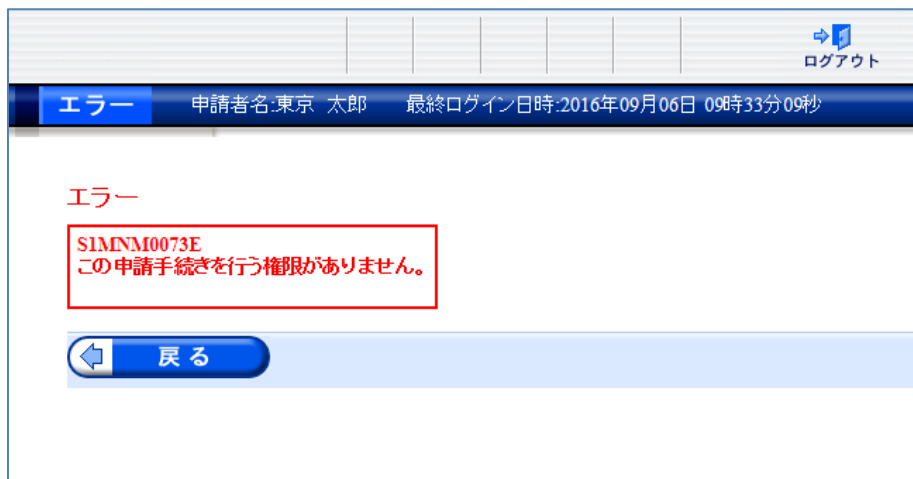 ログアウト
エラー 申請者名:東京 太郎 最終ログイン日時:2016年09月06日 09時33分09秒
エラー
S1MNM0073E
この申請手続きを行う権限がありません。
戻る